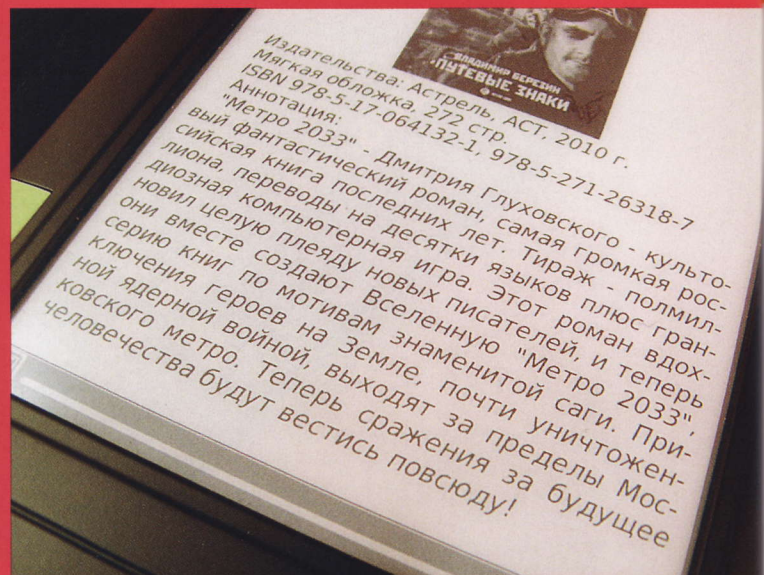 ВЛАДИМИР БЕРЕЗИН
ПУТЕВЫЕ ЗНАКИ
Издательства: Астрель, АСТ, 2010 г.
Мягкая обложка, 272 стр.
ISBN 978-5-17-064132-1, 978-5-271-26318-7
Аннотация:
"Метро 2033" - Дмитрия Глуховского - культо-
вый фантастический роман, самая громкая рос-
сийская книга последних лет. Тираж - полмил-
лиона, переводы на десятки языков плюс гран-
диозная компьютерная игра. Этот роман вдох-
новил целую плеяду новых писателей, и теперь
они вместе создают Вселенную "Метро 2033",
серию книг по мотивам знаменитой саги. При-
ключения героев на Земле, почти уничтожен-
ной ядерной войной, выходят за пределы Мос-
ковского метро. Теперь сражения за будущее
человечества будут вестись повсюду!